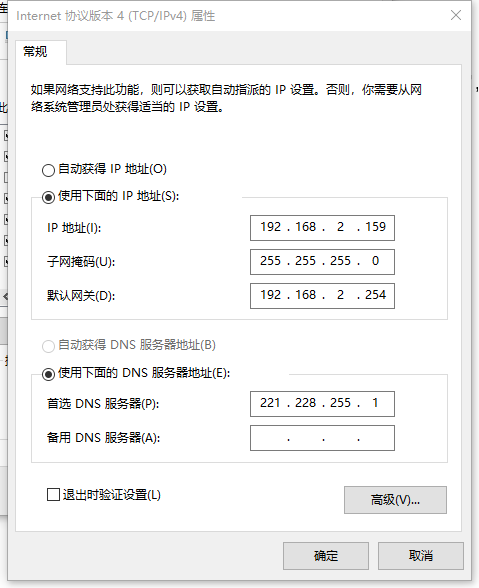 Internet 协议版本 4 (TCP/IPv4) 属性
常规
如果网络支持此功能，则可以获取自动指派的 IP 设置。否则，你需要从网
络系统管理员处获得适当的 IP 设置。
自动获得 IP 地址(O)
使用下面的 IP 地址(S):
IP 地址(I):
192 . 168 . 2 . 159
子网掩码(U):
255 . 255 . 255 . 0
默认网关(D):
192 . 168 . 2 . 254
自动获得 DNS 服务器地址(B)
使用下面的 DNS 服务器地址(E):
首选 DNS 服务器(P):
221 . 228 . 255 . 1
备用 DNS 服务器(A):
. . .
退出时验证设置(L)
高级(V)...
确定
取消